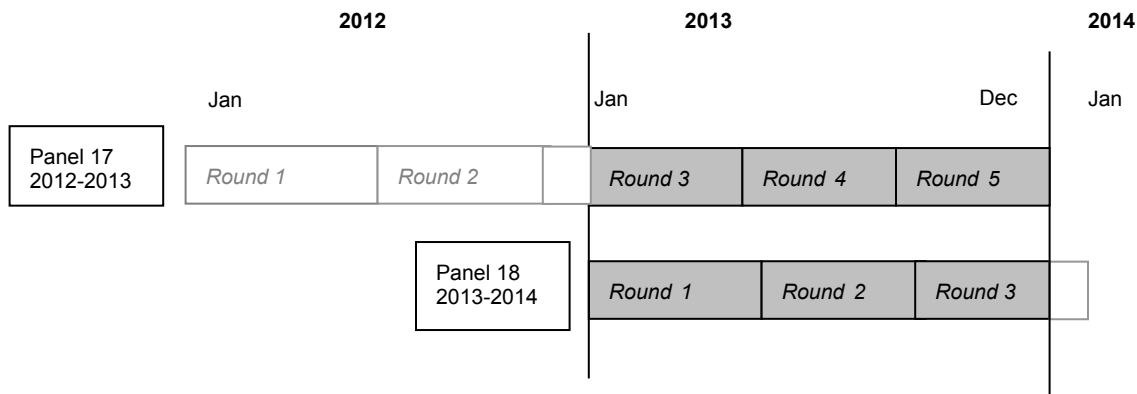 2012
2013
2014
Jan
Jan
Dec
Jan
Panel 17
2012-2013
Round 1
Round 2
Round 3
Round 4
Round 5
Panel 18
2013-2014
Round 1
Round 2
Round 3